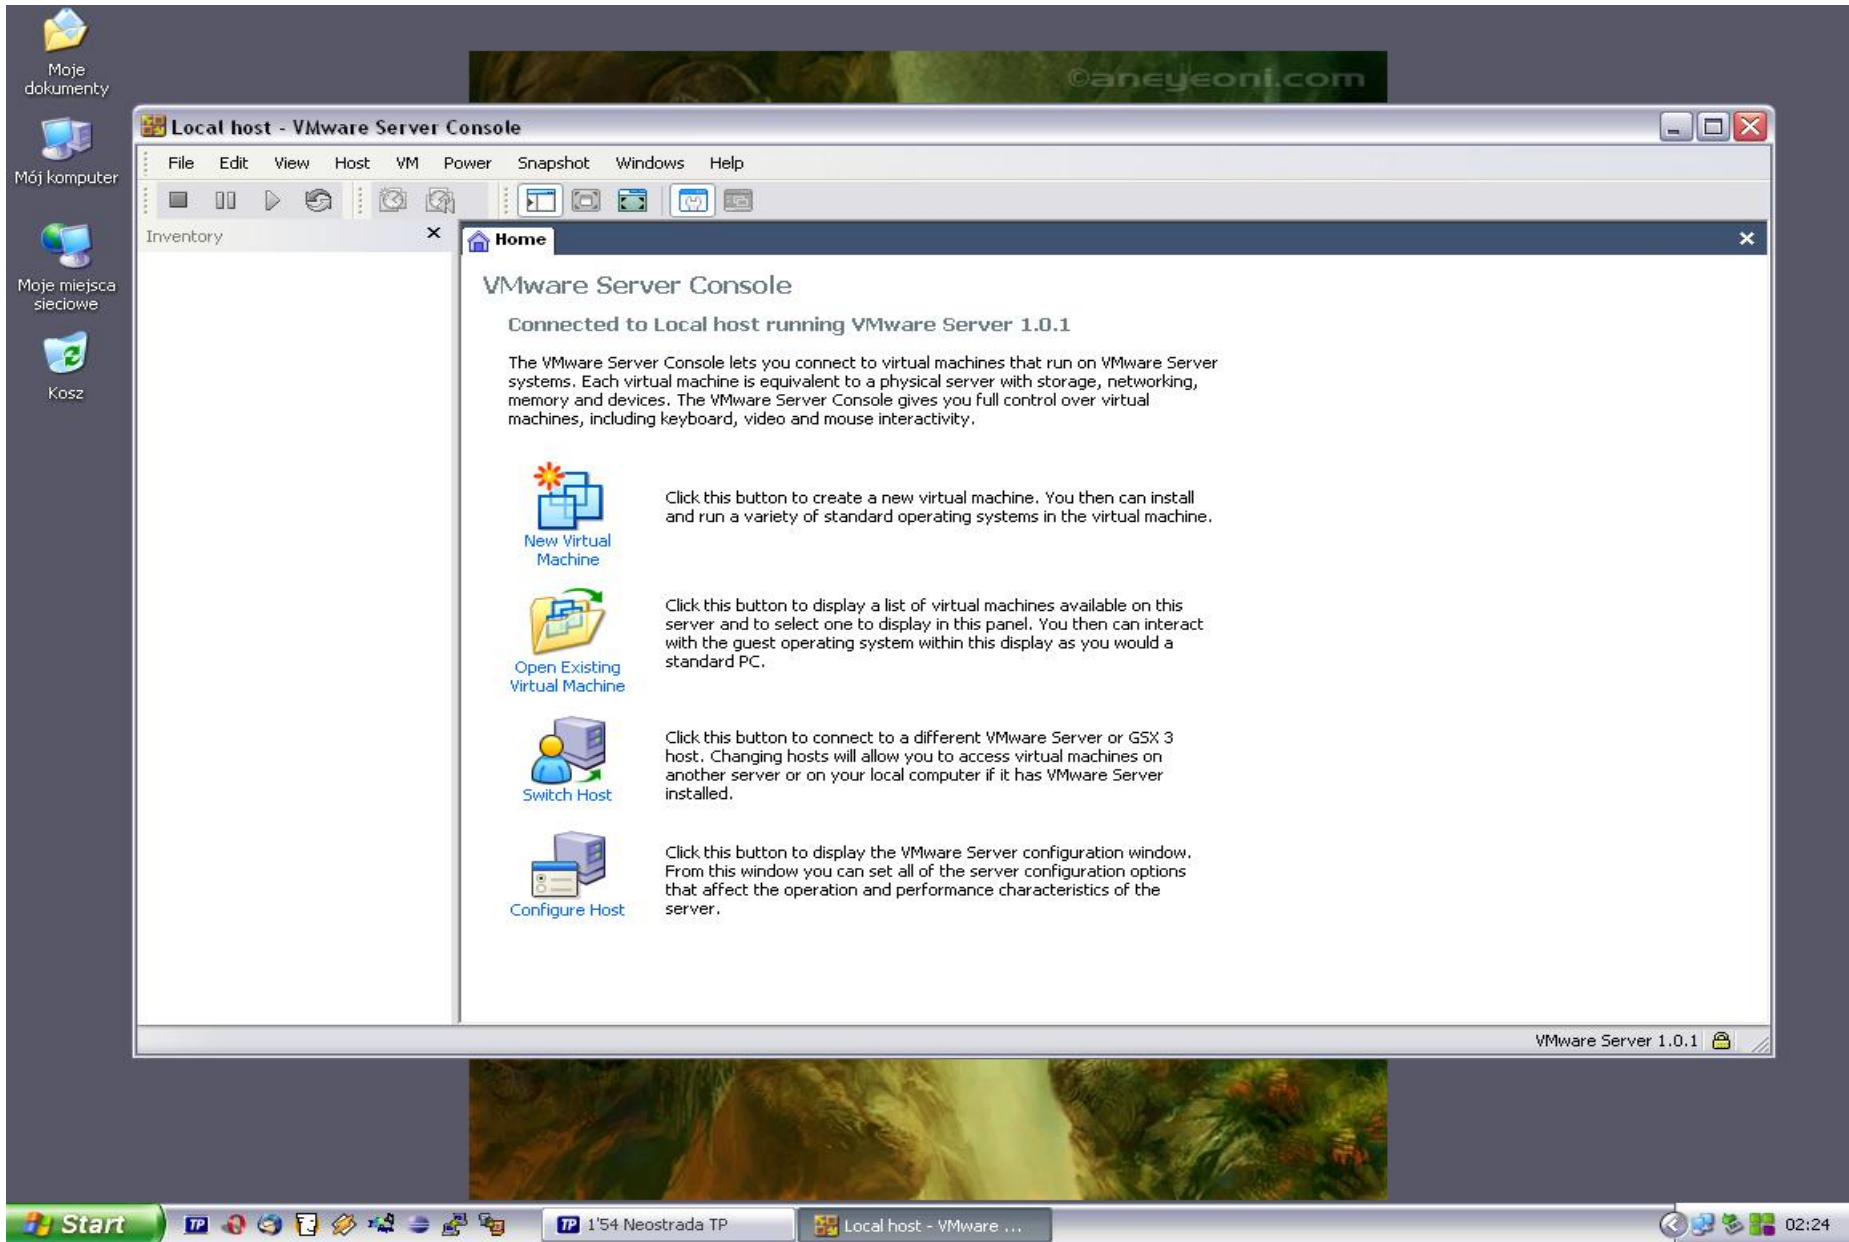 Moje
dokumenty
Mój komputer
Moje miejsca
sieciowe
Kosz
©aneyeoni.com
Local host - VMware Server Console
File Edit View Host VM Power Snapshot Windows Help
Inventory
Home
VMware Server Console
Connected to Local host running VMware Server 1.0.1
The VMware Server Console lets you connect to virtual machines that run on VMware Server
systems. Each virtual machine is equivalent to a physical server with storage, networking,
memory and devices. The VMware Server Console gives you full control over virtual
machines, including keyboard, video and mouse interactivity.
New Virtual
Machine
Click this button to create a new virtual machine. You then can install
and run a variety of standard operating systems in the virtual machine.
Open Existing
Virtual Machine
Click this button to display a list of virtual machines available on this
server and to select one to display in this panel. You then can interact
with the guest operating system within this display as you would a
standard PC.
Switch Host
Click this button to connect to a different VMware Server or GSX 3
host. Changing hosts will allow you to access virtual machines on
another server or on your local computer if it has VMware Server
installed.
Configure Host
Click this button to display the VMware Server configuration window.
From this window you can set all of the server configuration options
that affect the operation and performance characteristics of the
server.
VMware Server 1.0.1
Start
TP
TP 1'54 Neostrada TP
Local host - VMware ...
02:24